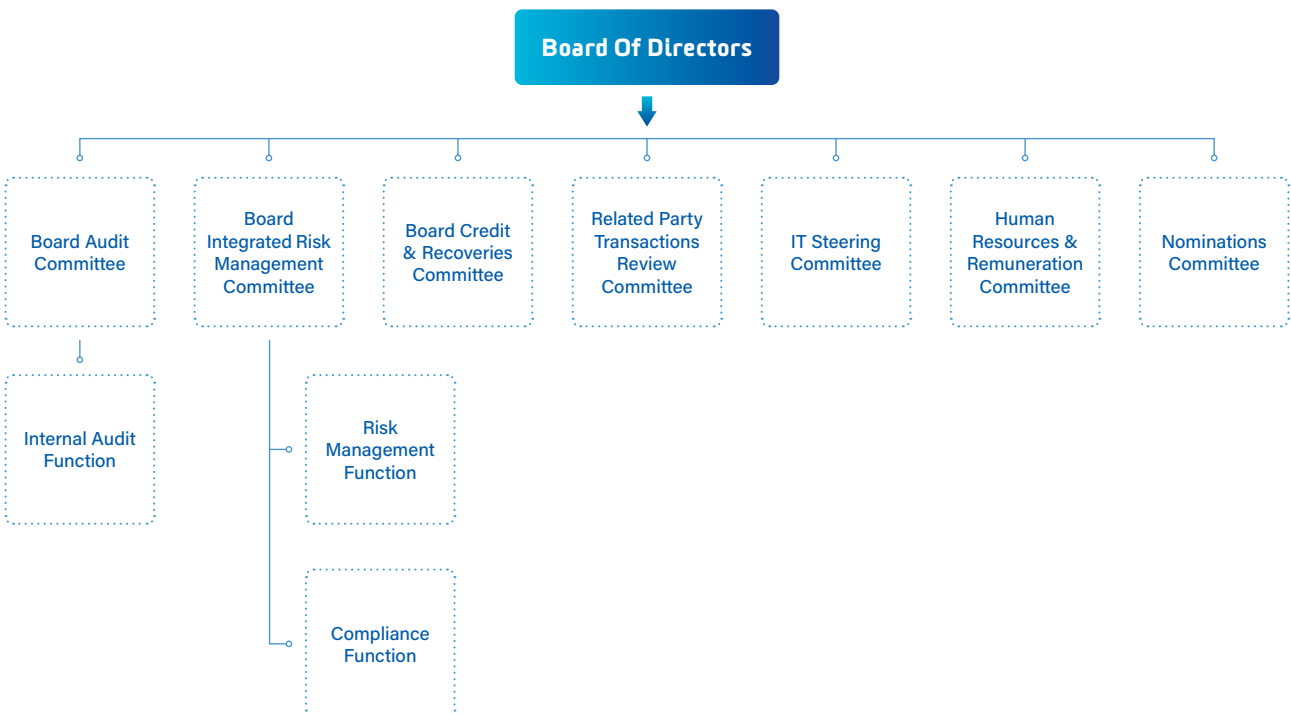 Board Of Directors
Board Audit
Committee
Board
Integrated Risk
Management
Committee
Board Credit
& Recoveries
Committee
Related Party
Transactions
Review
Committee
IT Steering
Committee
Human
Resources &
Remuneration
Committee
Nominations
Committee
Internal Audit
Function
Risk
Management
Function
Compliance
Function